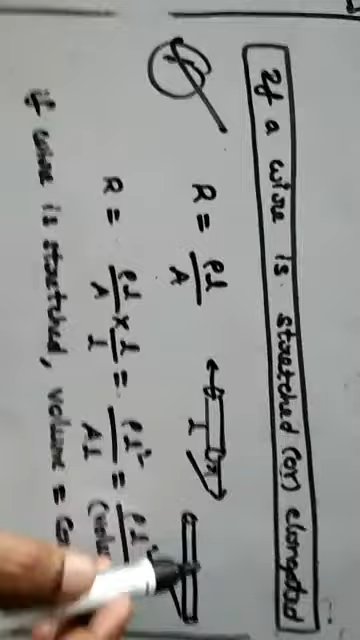 If a wire is stretched (or) elongated
R = ρl/A
l
R = ρl/A × l/l = ρl²/Al = ρl²
if wire is stretched, volume =